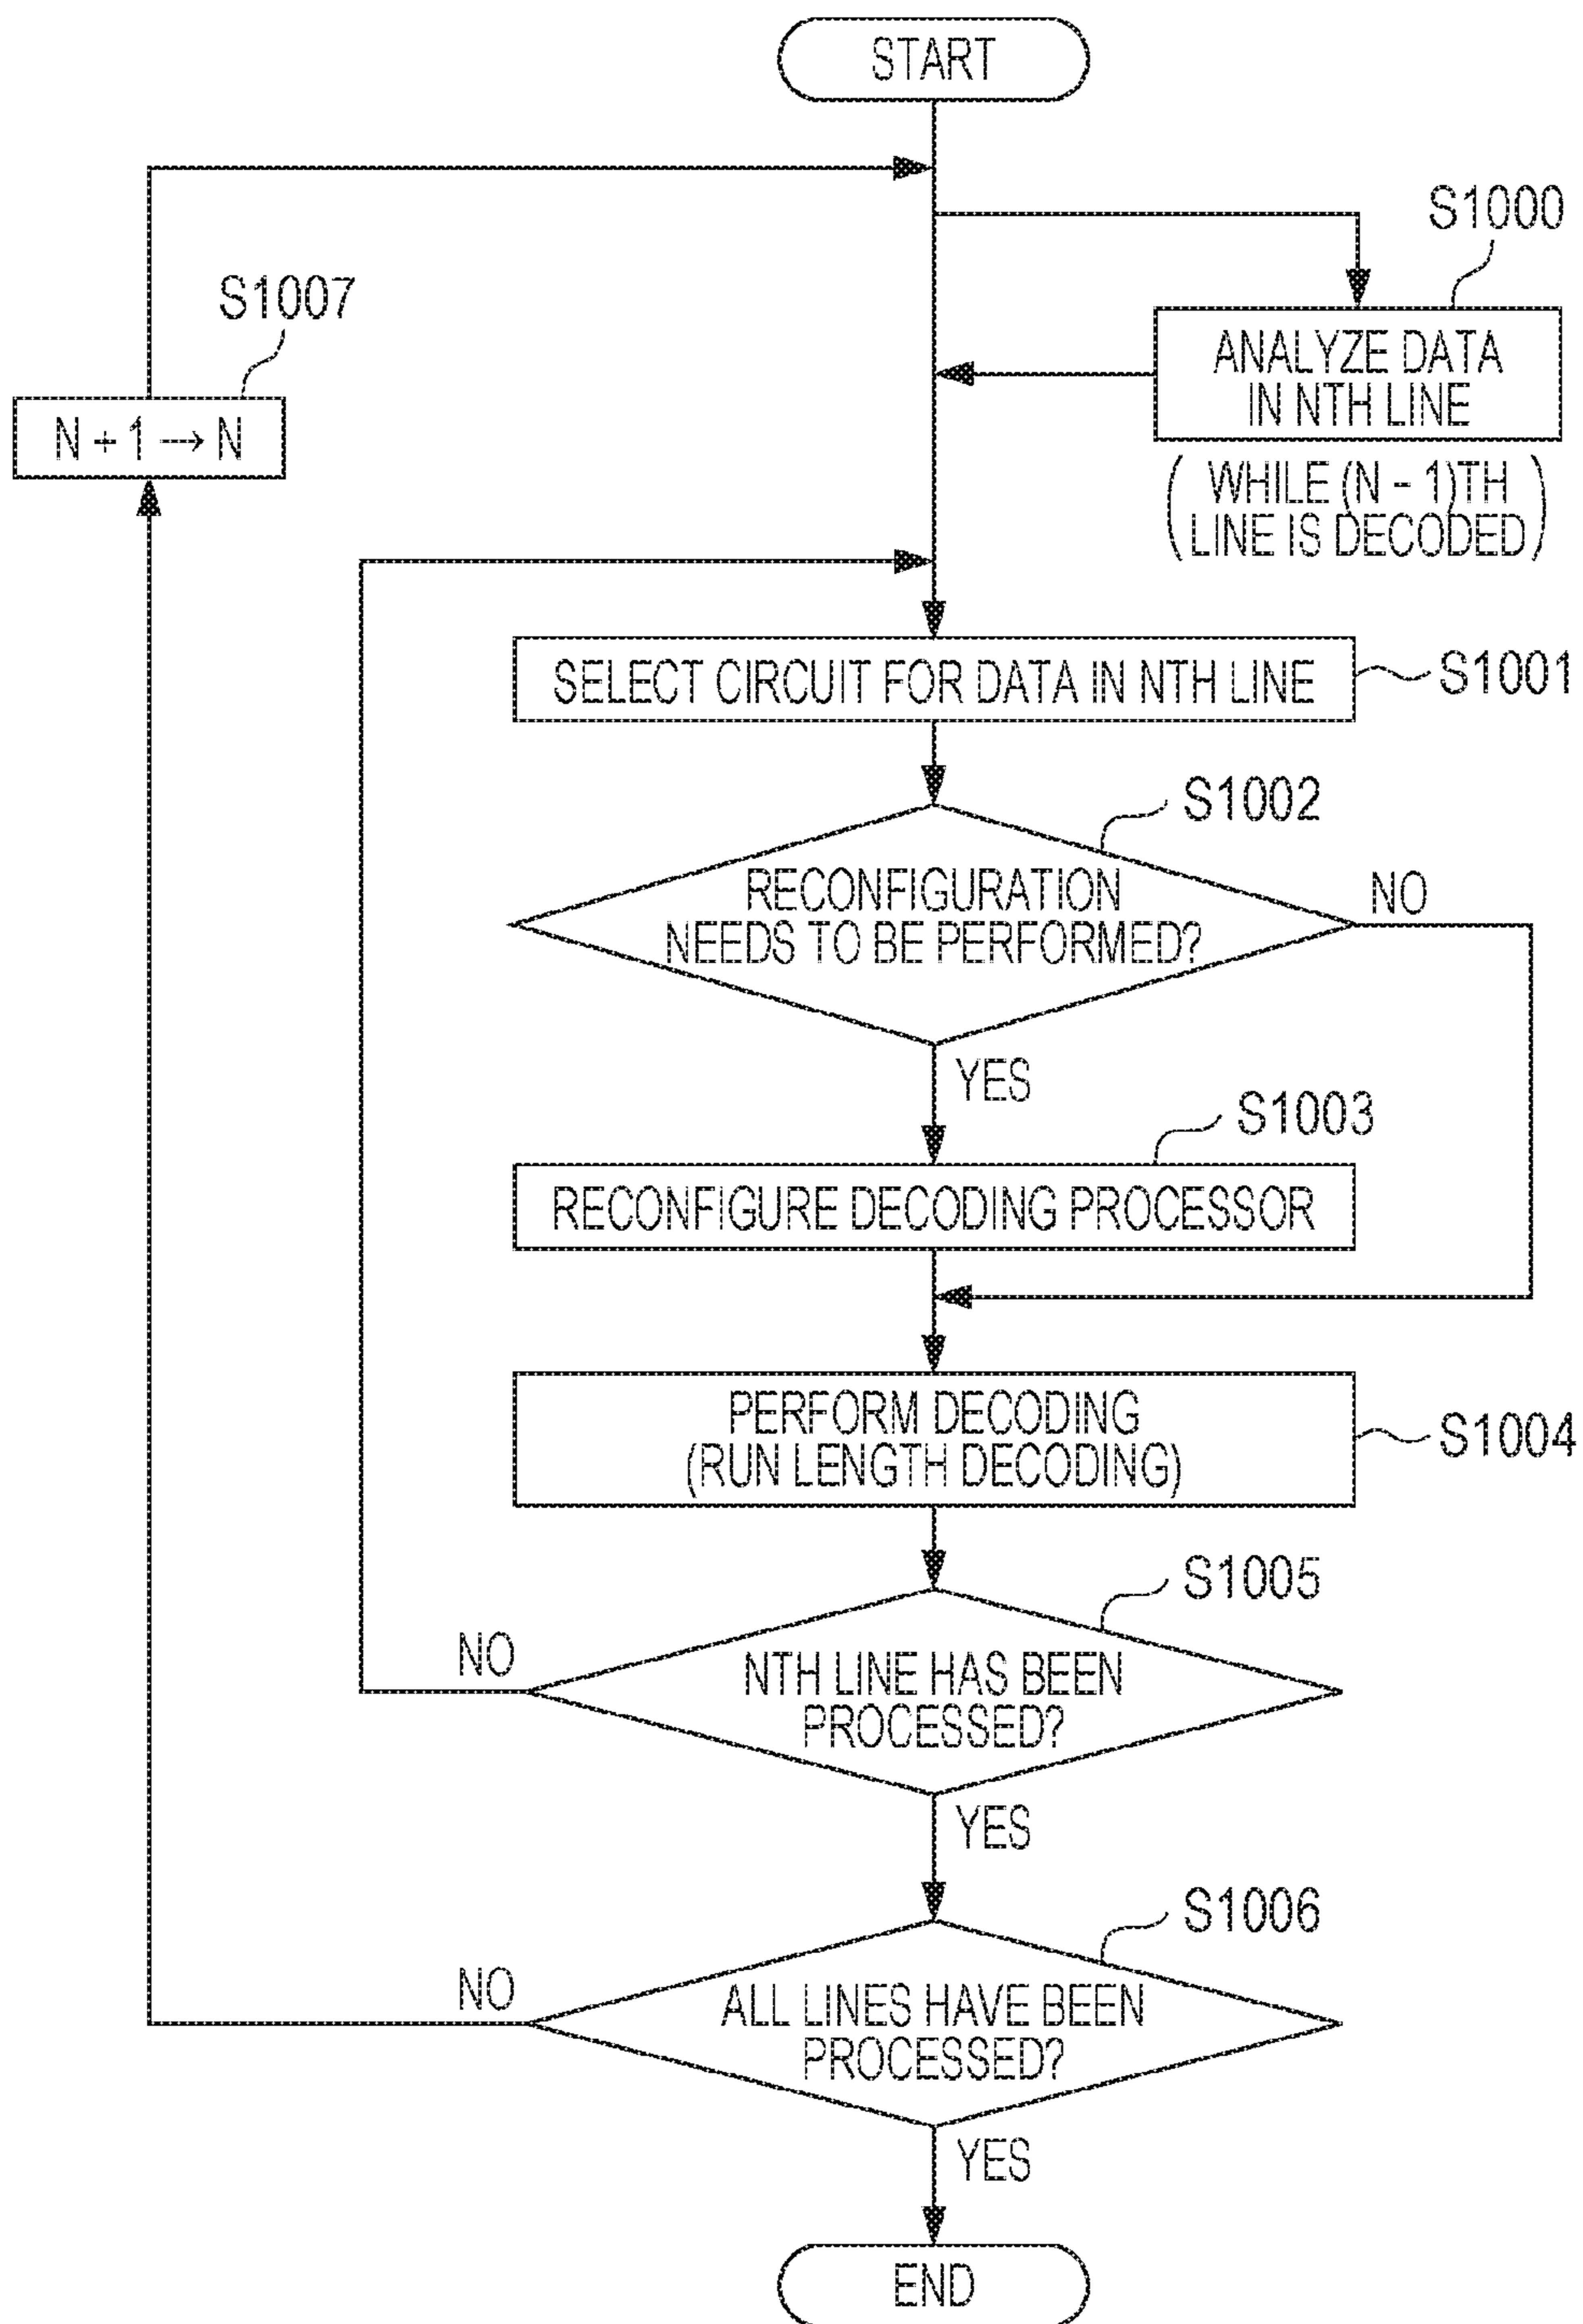 START
S1000
ANALYZE DATA
IN NTH LINE
( WHILE (N - 1)TH
LINE IS DECODED )
S1007
N + 1 → N
SELECT CIRCUIT FOR DATA IN NTH LINE
S1001
S1002
RECONFIGURATION
NEEDS TO BE PERFORMED?
NO
YES
S1003
RECONFIGURE DECODING PROCESSOR
PERFORM DECODING
(RUN LENGTH DECODING)
S1004
S1005
NO
NTH LINE HAS BEEN
PROCESSED?
YES
S1006
NO
ALL LINES HAVE BEEN
PROCESSED?
YES
END